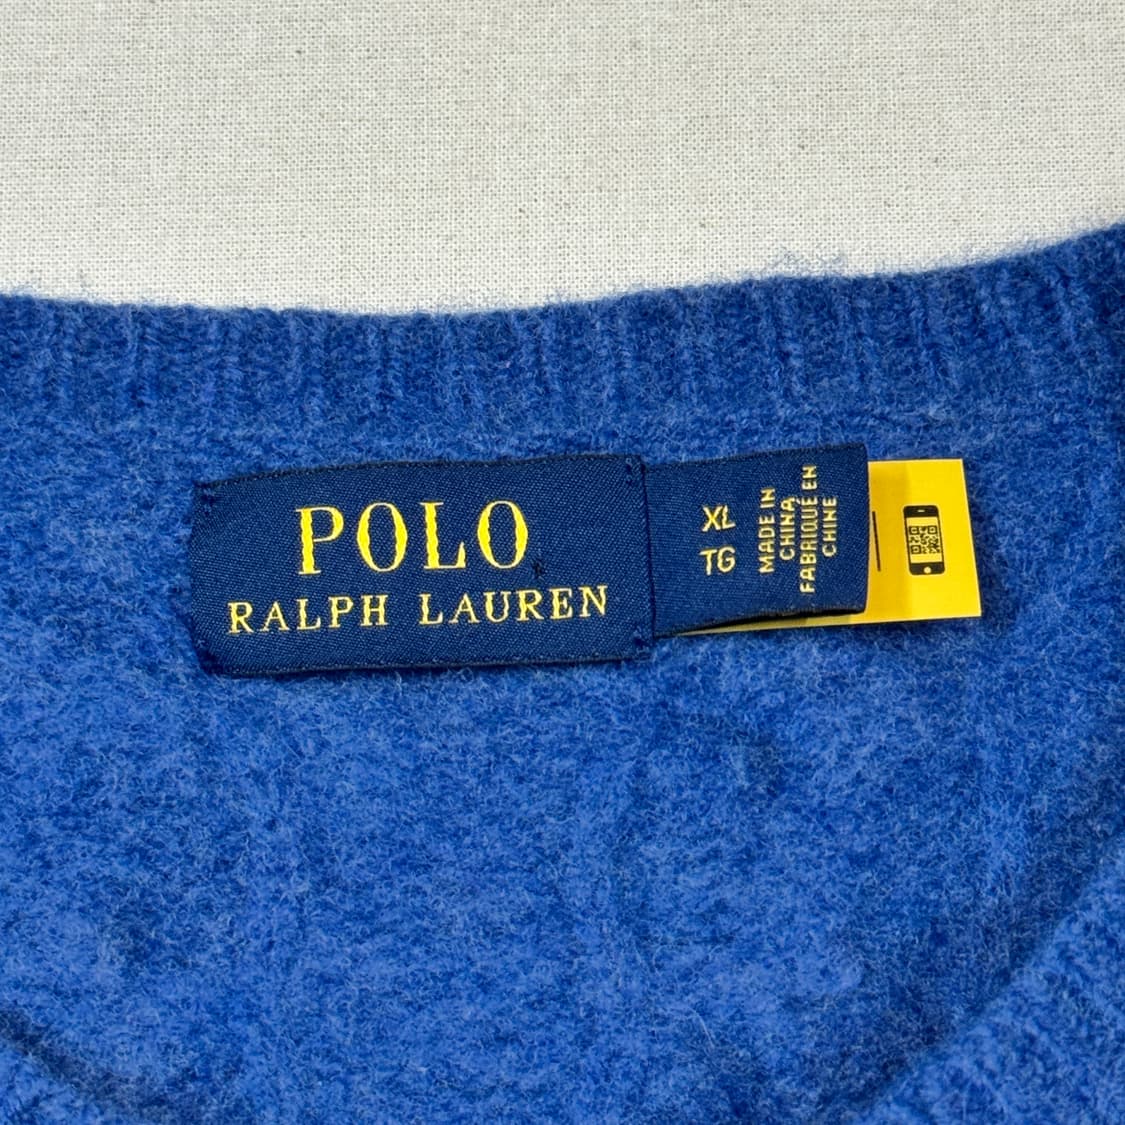 POLO
RALPH LAUREN
XL
TG
MADE IN
CHINA
FABRIQUÉ EN
CHINE